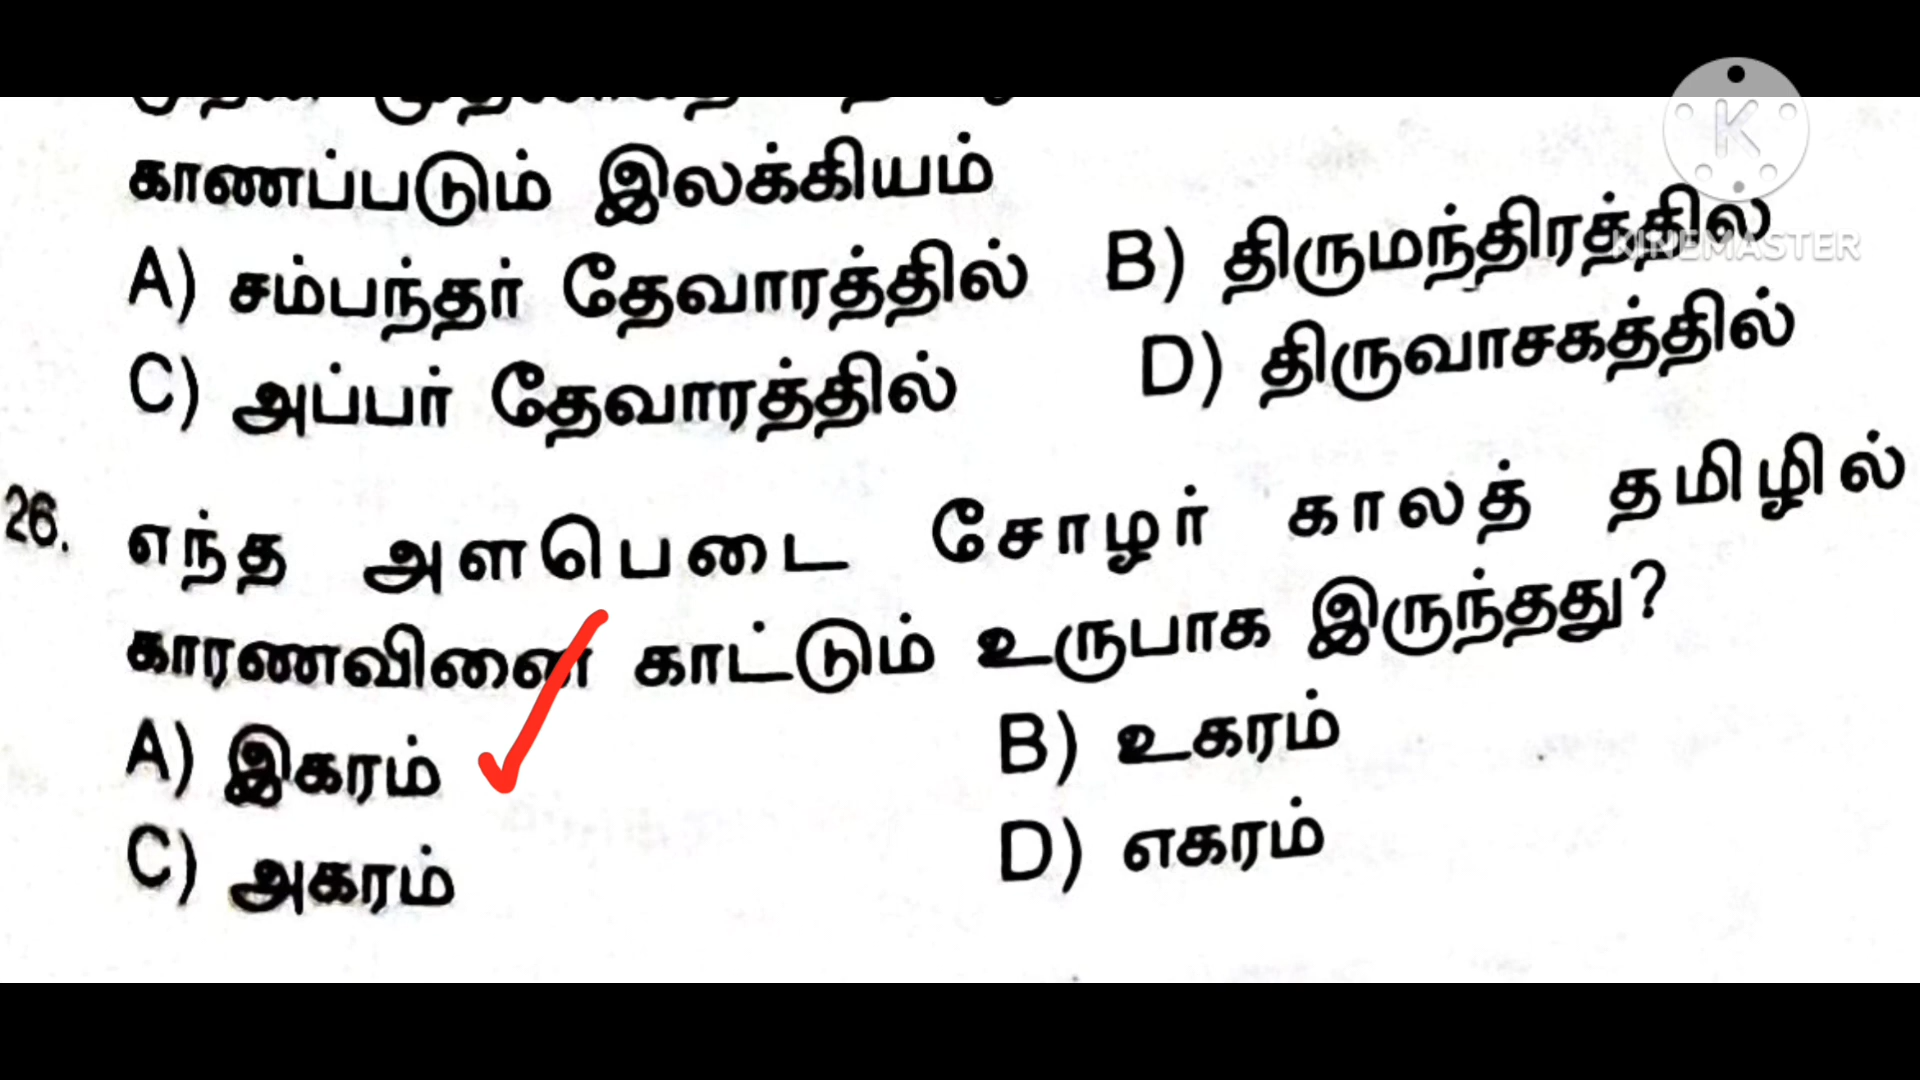 காணப்படும் இலக்கியம்
A) சம்பந்தர் தேவாரத்தில் B) திருமந்திரத்தில்
C) அப்பர் தேவாரத்தில் D) திருவாசகத்தில்
26. எந்த அளபெடை சோழர் காலத் தமிழில்
காரணவினை காட்டும் உருபாக இருந்தது?
A) இகரம் B) உகரம்
C) அகரம் D) எகரம்
K
KINEMASTER